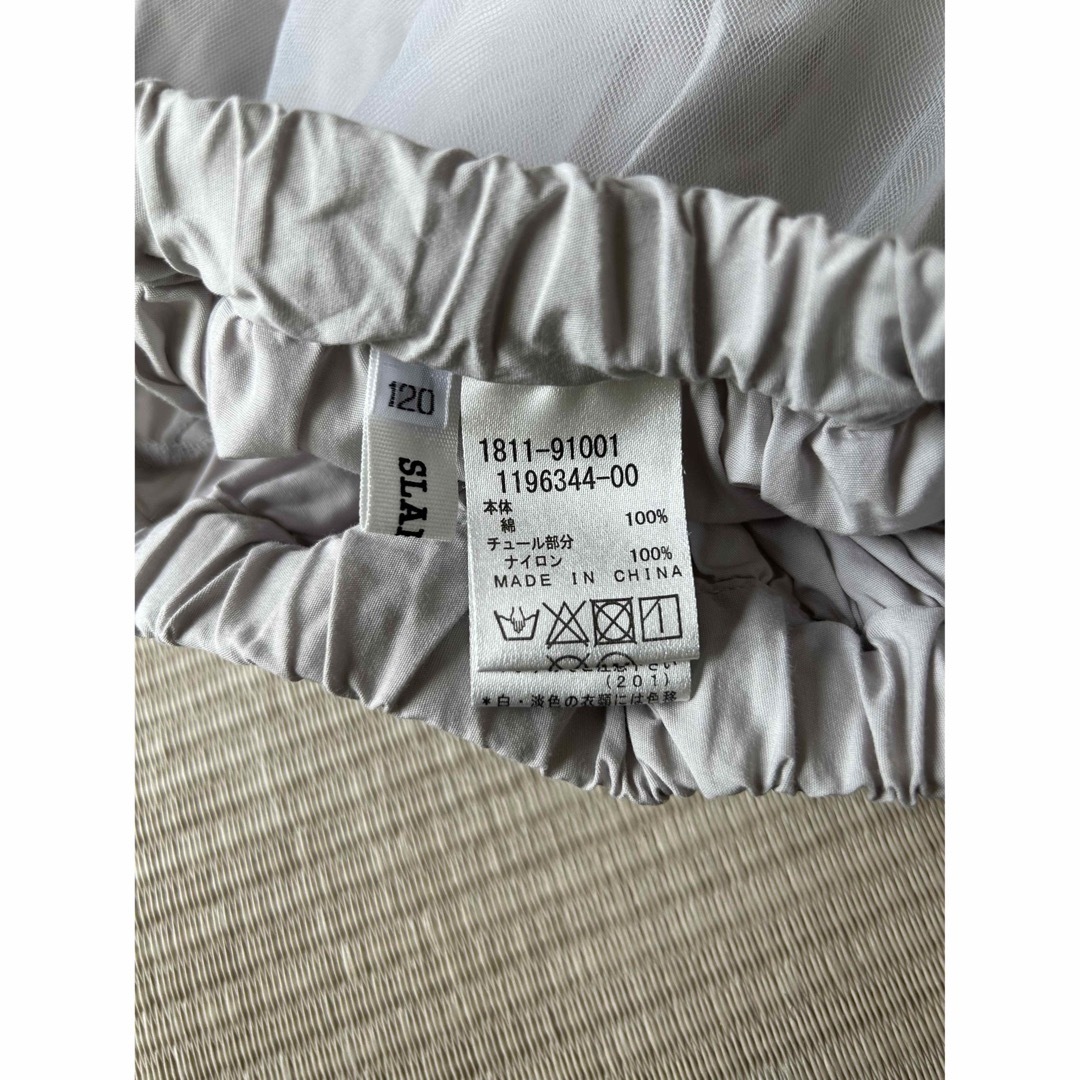 120
1811-91001
1196344-00
本体
綿 100%
チュール部分
ナイロン 100%
MADE IN CHINA
(201)
*白・淡色の衣類には色移